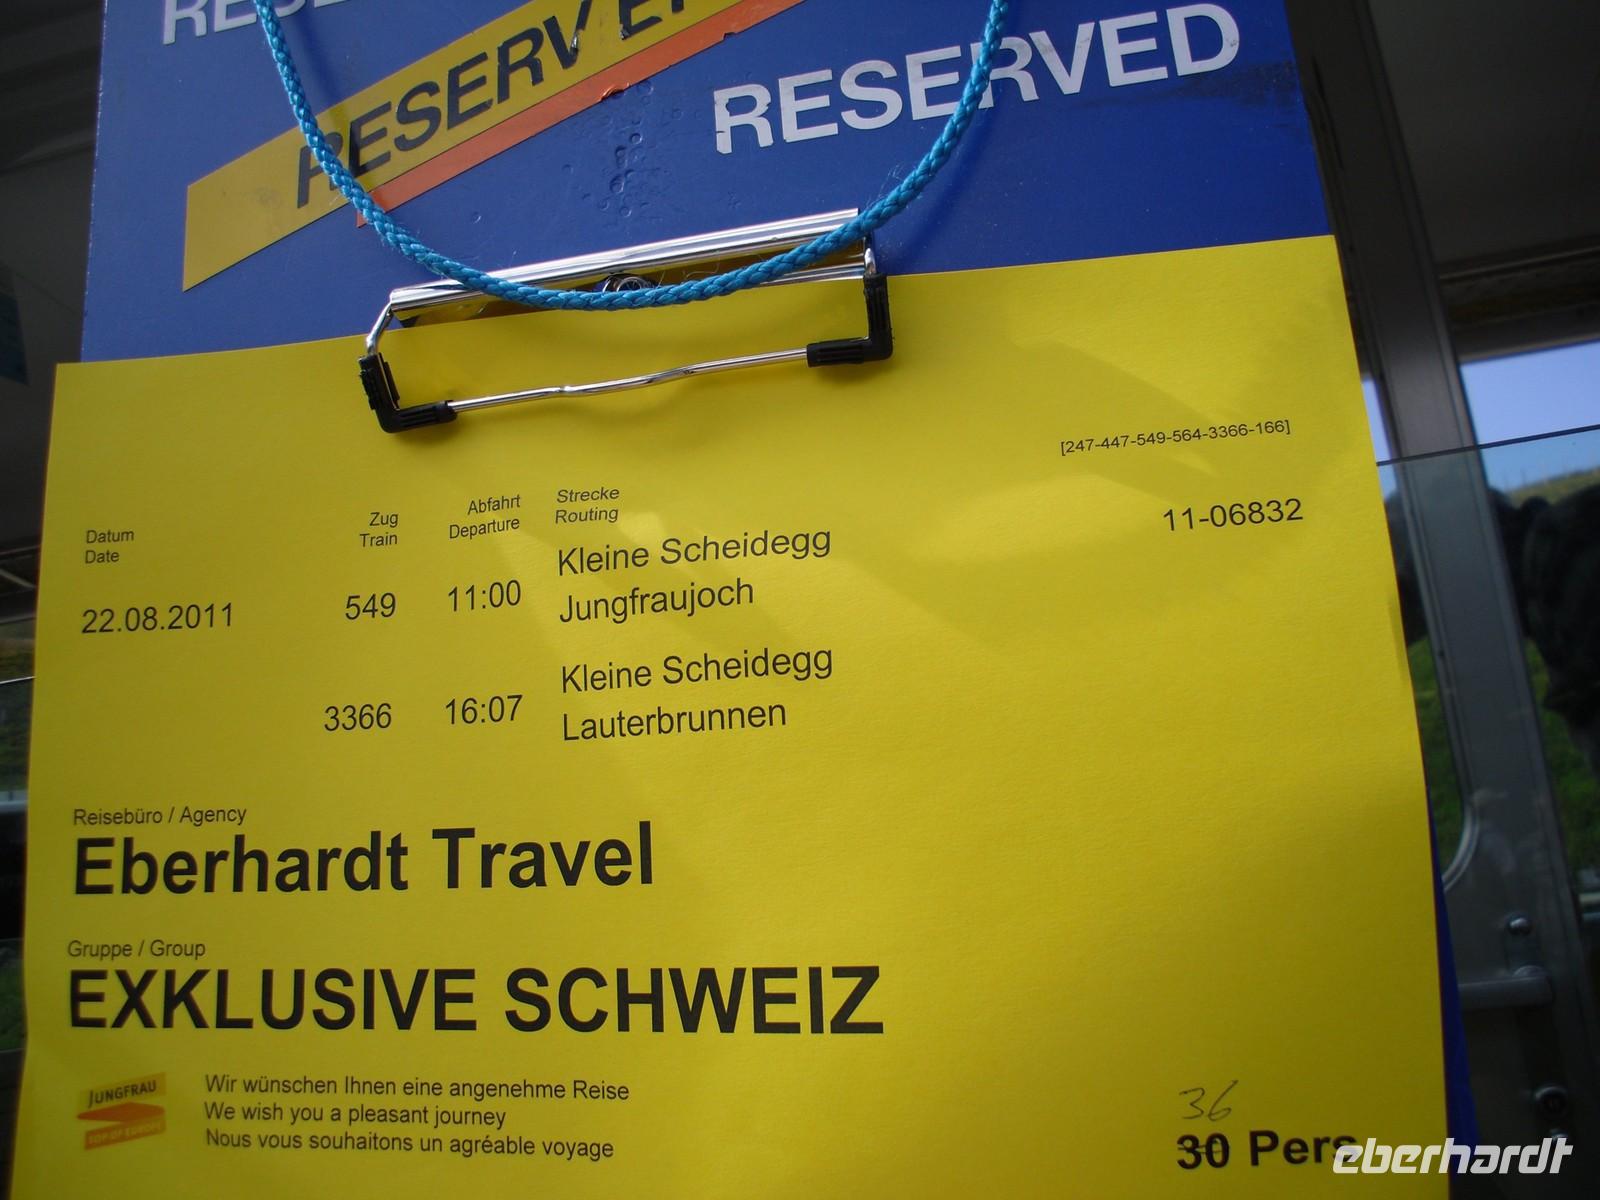 RESERVED
RESERVED
[247-447-549-564-3366-166]
Datum Zug Abfahrt Strecke
Date Train Departure Routing
11-06832
22.08.2011 549 11:00 Kleine Scheidegg
Jungfraujoch
3366 16:07 Kleine Scheidegg
Lauterbrunnen
Reisebüro / Agency
Eberhardt Travel
Gruppe / Group
EXKLUSIVE SCHWEIZ
JUNGFRAU
TOP OF EUROPE
Wir wünschen Ihnen eine angenehme Reise
We wish you a pleasant journey
Nous vous souhaitons un agréable voyage
36
30 Pers
eberhardt